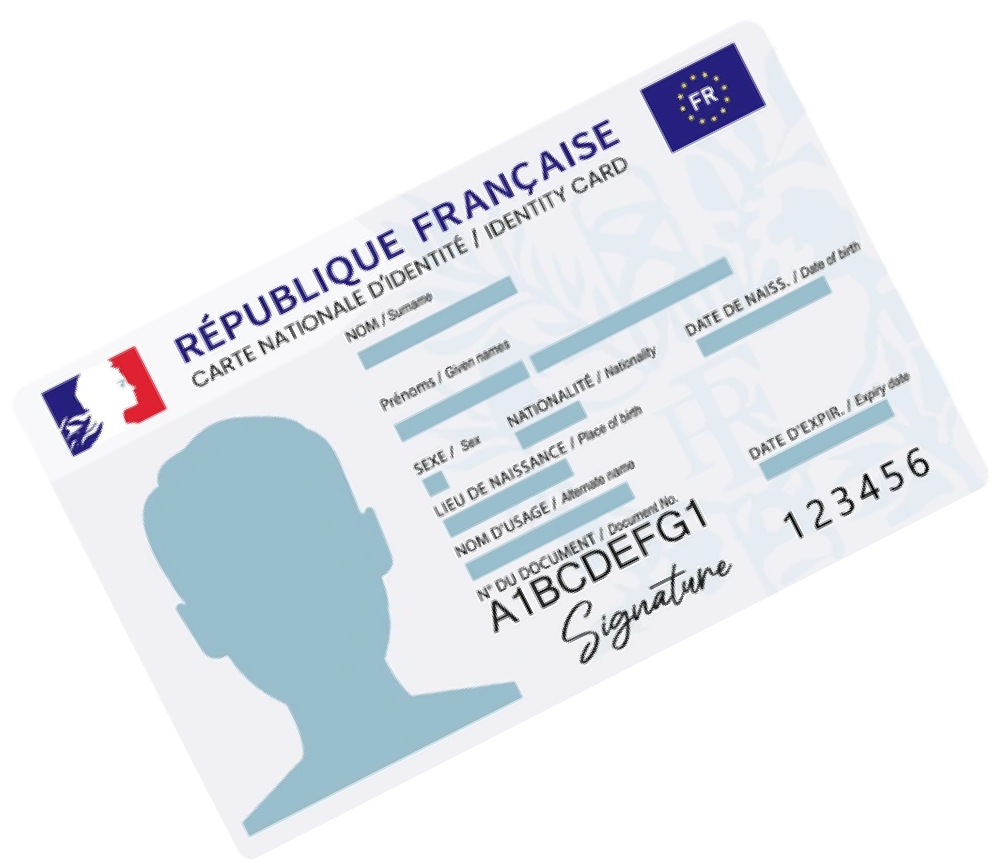 FR
RÉPUBLIQUE FRANÇAISE
CARTE NATIONALE D'IDENTITÉ / IDENTITY CARD
NOM / Surname
Prénoms / Given names
SEXE / Sex
NATIONALITÉ / Nationality
DATE DE NAISS. / Date of birth
LIEU DE NAISSANCE / Place of birth
NOM D'USAGE / Alternate name
DATE D'EXPIR. / Expiry date
N° DU DOCUMENT / Document No.
A1BCDEFG1
123456
Signature
RF